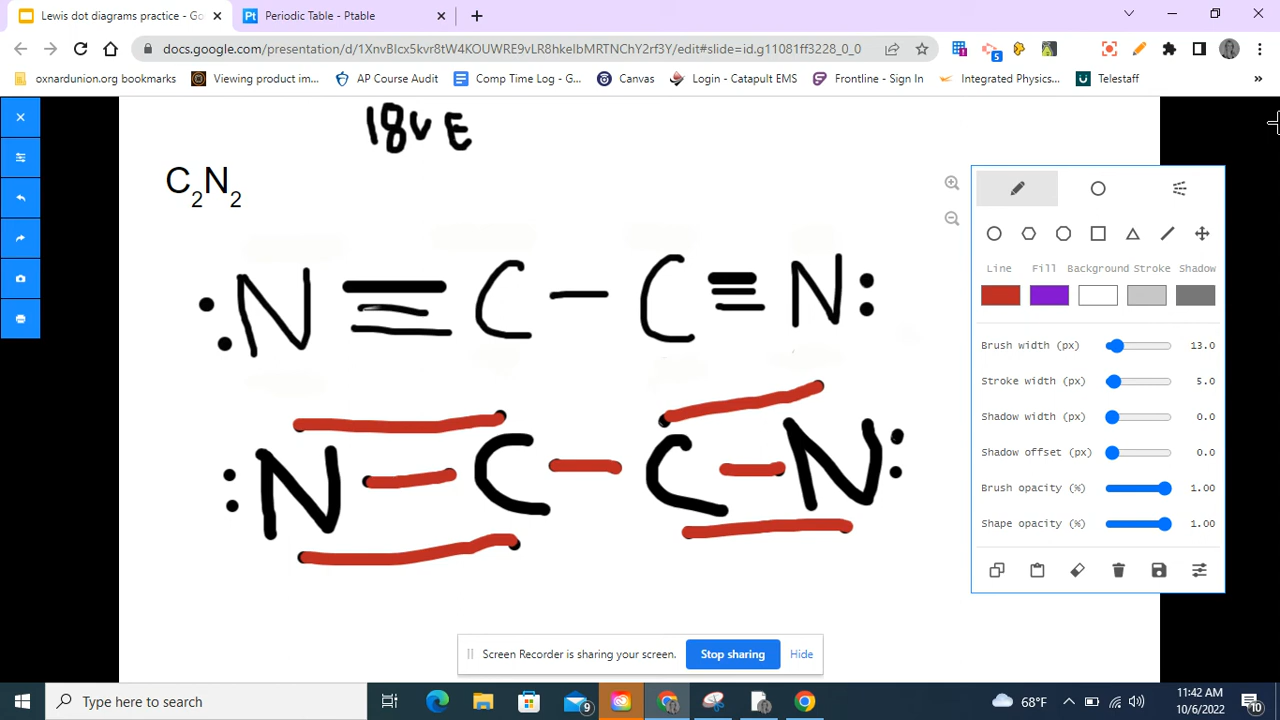 Lewis dot diagrams practice - Go
Periodic Table - Ptable
docs.google.com/presentation/d/1XnvBlcx5kvr8tW4KOUWRE9vLR8hkelbMRTNChY2rf3Y/edit#slide=id.g11081ff3228_0_0
oxnardunion.org bookmarks Viewing product im... AP Course Audit Comp Time Log - G... Canvas Login - Catapult EMS Frontline - Sign In Integrated Physics... Telestaff »
18VE
C₂N₂
:N≡C-C≡N:
:N≡C-C≡N:
Line Fill Background Stroke Shadow
Brush width (px) 13.0
Stroke width (px) 5.0
Shadow width (px) 0.0
Shadow offset (px) 0.0
Brush opacity (%) 1.00
Shape opacity (%) 1.00
Screen Recorder is sharing your screen. Stop sharing Hide
Type here to search
9
68°F
11:42 AM
10/6/2022
10